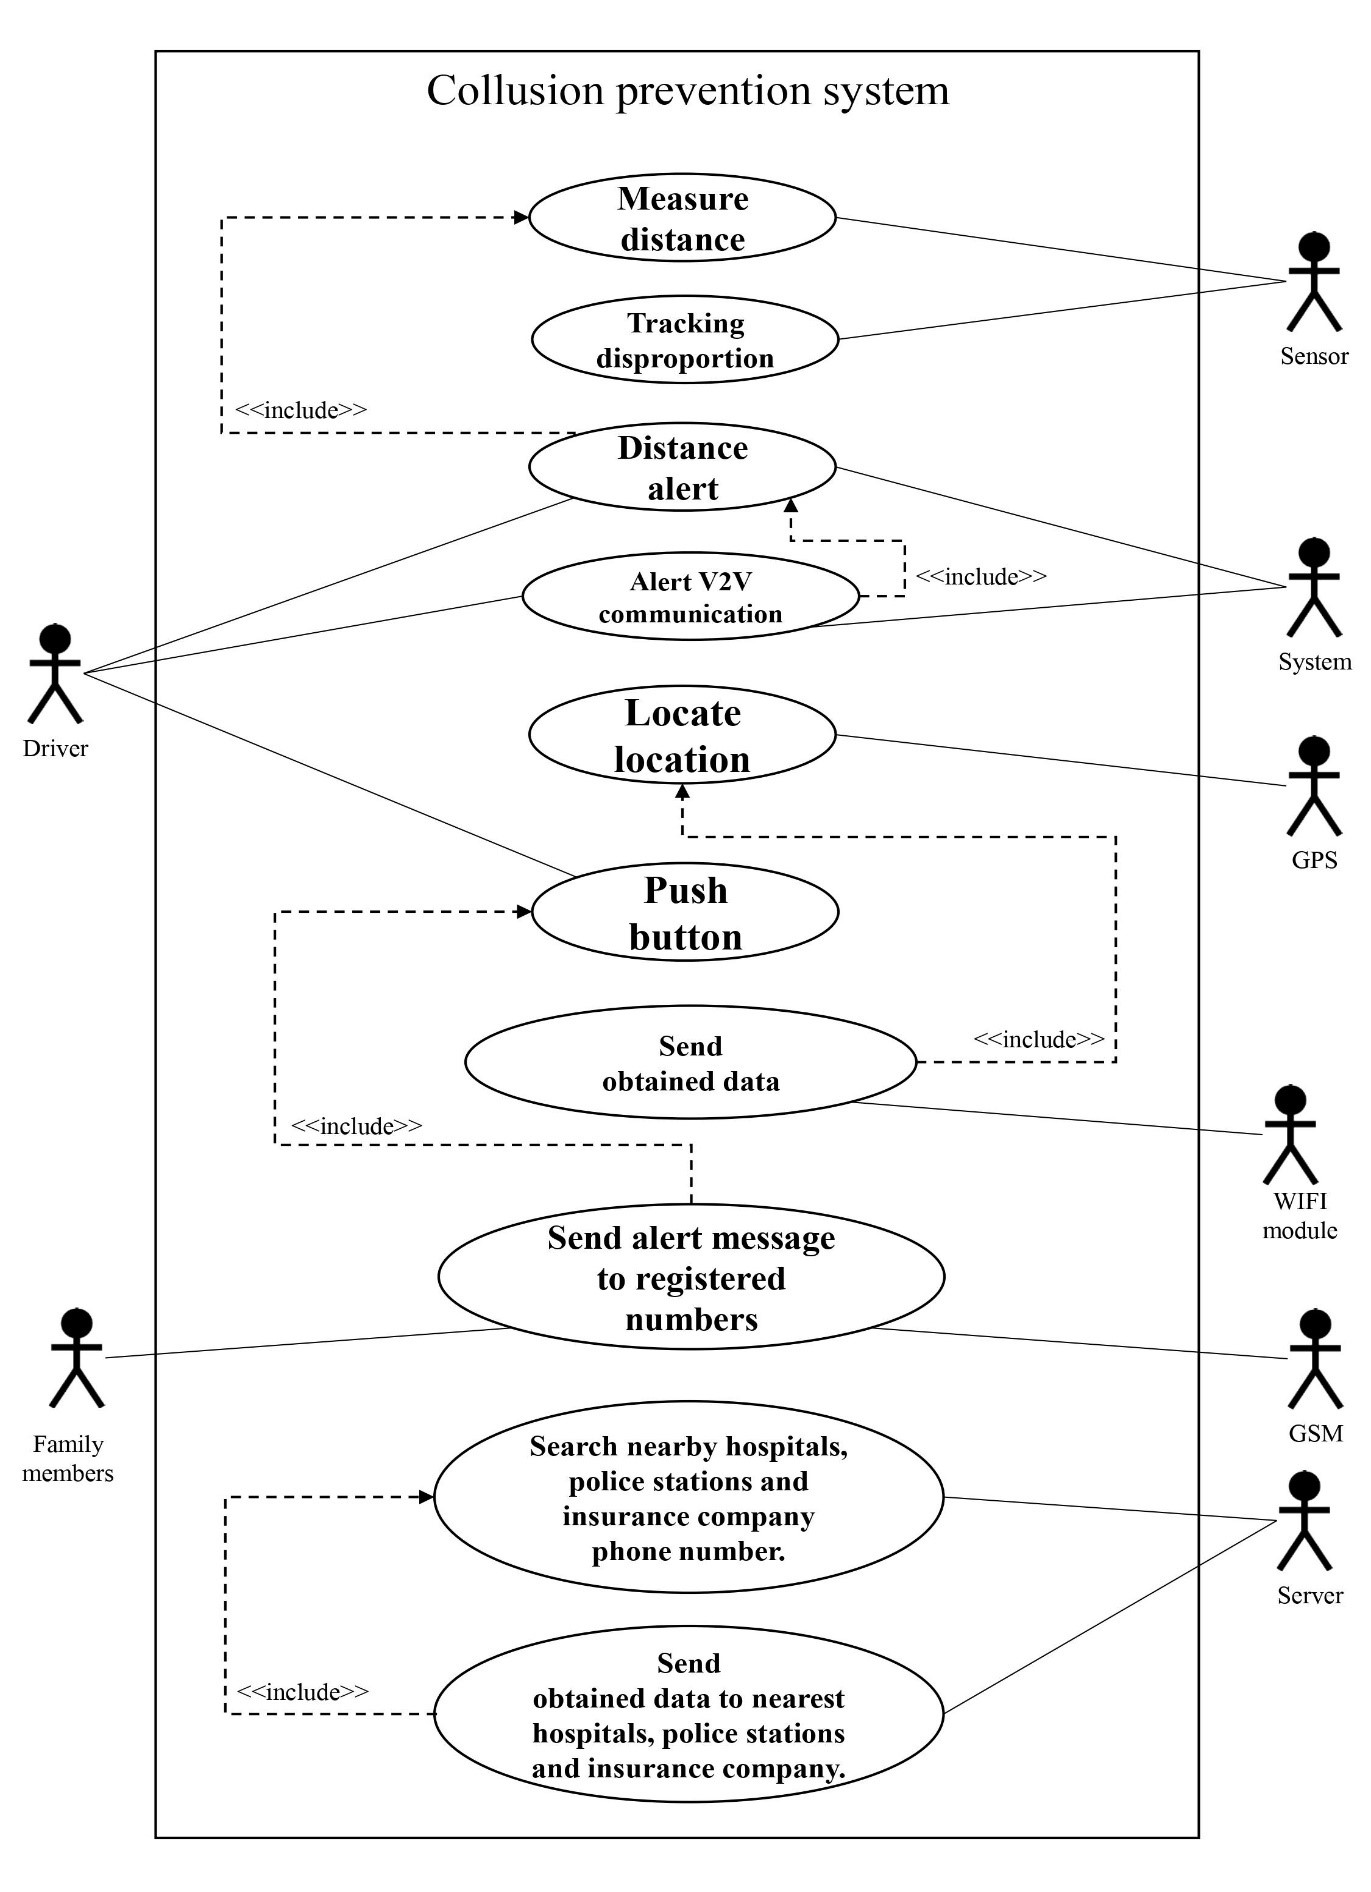 Collusion prevention system
Measure
distance
Tracking
disproportion
Sensor
<<include>>
Distance
alert
Alert V2V
communication
<<include>>
System
Driver
Locate
location
GPS
Push
button
Send
obtained data
<<include>>
<<include>>
WIFI
module
Send alert message
to registered
numbers
Family
members
GSM
Search nearby hospitals,
police stations and
insurance company
phone number.
Server
<<include>>
Send
obtained data to nearest
hospitals, police stations
and insurance company.